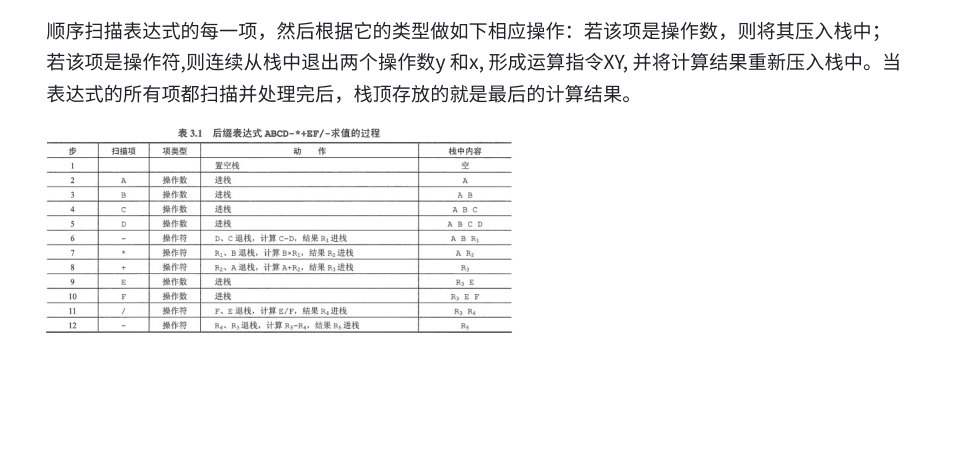 顺序扫描表达式的每一项，然后根据它的类型做如下相应操作：若该项是操作数，则将其压入栈中；
若该项是操作符,则连续从栈中退出两个操作数y 和x, 形成运算指令XY, 并将计算结果重新压入栈中。当
表达式的所有项都扫描并处理完后，栈顶存放的就是最后的计算结果。
表 3.1 后缀表达式 ABCD-*+EF/-求值的过程
步 扫描项 项类型 动 作 栈中内容
1 置空栈 空
2 A 操作数 进栈 A
3 B 操作数 进栈 A B
4 C 操作数 进栈 A B C
5 D 操作数 进栈 A B C D
6 - 操作符 D、C 退栈，计算 C-D，结果 R₁ 进栈 A B R₁
7 * 操作符 R₁、B 退栈，计算 B×R₁，结果 R₂ 进栈 A R₂
8 + 操作符 R₂、A 退栈，计算 A+R₂，结果 R₃ 进栈 R₃
9 E 操作数 进栈 R₃ E
10 F 操作数 进栈 R₃ E F
11 / 操作符 F、E 退栈，计算 E/F，结果 R₄ 进栈 R₃ R₄
12 - 操作符 R₄、R₃ 退栈，计算 R₃-R₄，结果 R₅ 进栈 R₅